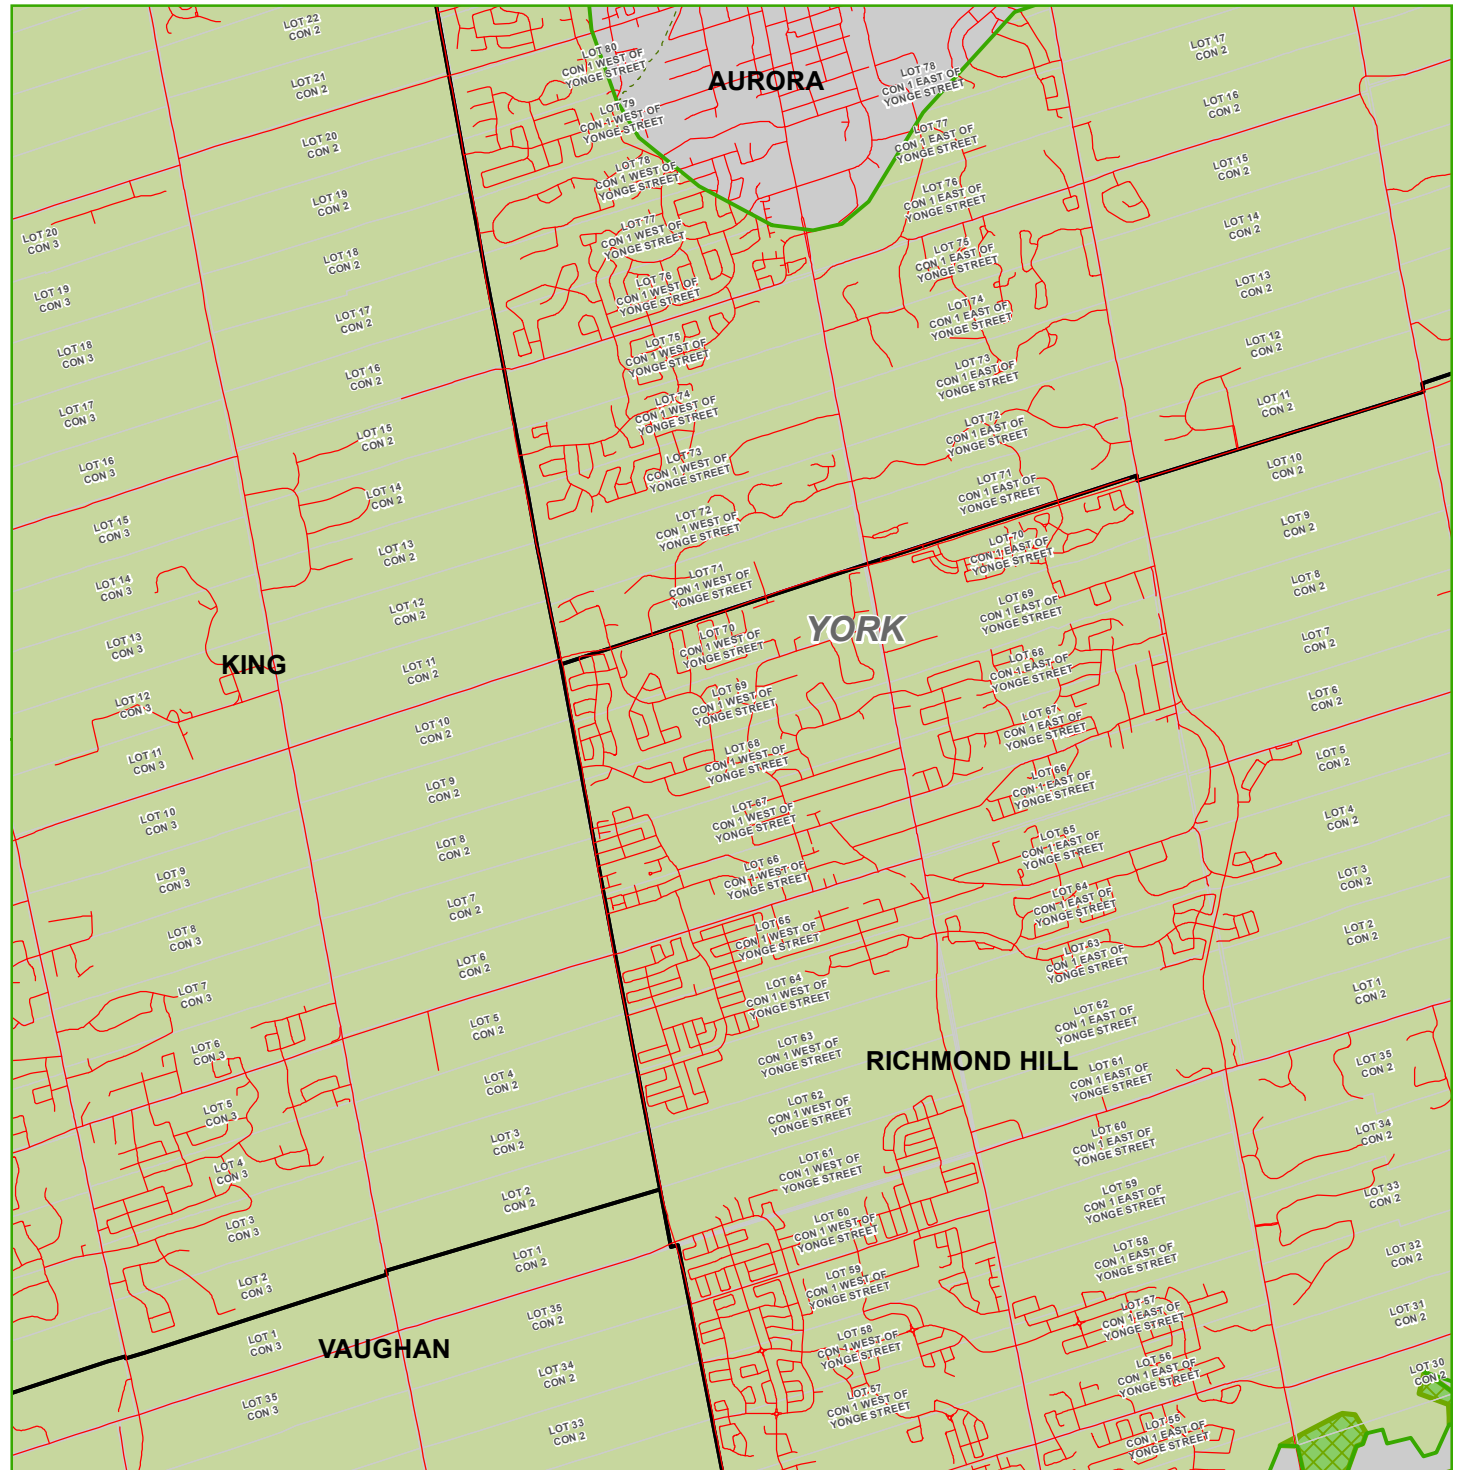 LOT 22
CON 2
LOT 21
CON 2
LOT 20
CON 2
LOT 19
CON 2
LOT 18
CON 2
LOT 17
CON 2
LOT 16
CON 2
LOT 15
CON 2
LOT 14
CON 2
LOT 13
CON 2
LOT 12
CON 2
LOT 11
CON 2
LOT 10
CON 2
LOT 9
CON 2
LOT 8
CON 2
LOT 7
CON 2
LOT 6
CON 2
LOT 5
CON 2
LOT 4
CON 2
LOT 3
CON 2
LOT 2
CON 2
LOT 1
CON 2
LOT 35
CON 2
LOT 34
CON 2
LOT 33
CON 2
LOT 20
CON 3
LOT 19
CON 3
LOT 18
CON 3
LOT 17
CON 3
LOT 16
CON 3
LOT 15
CON 3
LOT 14
CON 3
LOT 13
CON 3
LOT 12
CON 3
LOT 11
CON 3
LOT 10
CON 3
LOT 9
CON 3
LOT 8
CON 3
LOT 7
CON 3
LOT 6
CON 3
LOT 5
CON 3
LOT 4
CON 3
LOT 3
CON 3
LOT 2
CON 3
LOT 1
CON 3
LOT 35
CON 3
KING
VAUGHAN
AURORA
YORK
RICHMOND HILL
LOT 80
CON 1 WEST OF
YONGE STREET
LOT 79
CON 1 WEST OF
YONGE STREET
LOT 78
CON 1 WEST OF
YONGE STREET
LOT 77
CON 1 WEST OF
YONGE STREET
LOT 76
CON 1 WEST OF
YONGE STREET
LOT 75
CON 1 WEST OF
YONGE STREET
LOT 74
CON 1 WEST OF
YONGE STREET
LOT 73
CON 1 WEST OF
YONGE STREET
LOT 72
CON 1 WEST OF
YONGE STREET
LOT 71
CON 1 WEST OF
YONGE STREET
LOT 70
CON 1 WEST OF
YONGE STREET
LOT 69
CON 1 WEST OF
YONGE STREET
LOT 68
CON 1 WEST OF
YONGE STREET
LOT 67
CON 1 WEST OF
YONGE STREET
LOT 66
CON 1 WEST OF
YONGE STREET
LOT 65
CON 1 WEST OF
YONGE STREET
LOT 64
CON 1 WEST OF
YONGE STREET
LOT 63
CON 1 WEST OF
YONGE STREET
LOT 62
CON 1 WEST OF
YONGE STREET
LOT 61
CON 1 WEST OF
YONGE STREET
LOT 60
CON 1 WEST OF
YONGE STREET
LOT 59
CON 1 WEST OF
YONGE STREET
LOT 58
CON 1 WEST OF
YONGE STREET
LOT 57
CON 1 WEST OF
YONGE STREET
LOT 78
CON 1 EAST OF
YONGE STREET
LOT 77
CON 1 EAST OF
YONGE STREET
LOT 76
CON 1 EAST OF
YONGE STREET
LOT 75
CON 1 EAST OF
YONGE STREET
LOT 74
CON 1 EAST OF
YONGE STREET
LOT 73
CON 1 EAST OF
YONGE STREET
LOT 72
CON 1 EAST OF
YONGE STREET
LOT 71
CON 1 EAST OF
YONGE STREET
LOT 70
CON 1 EAST OF
YONGE STREET
LOT 69
CON 1 EAST OF
YONGE STREET
LOT 68
CON 1 EAST OF
YONGE STREET
LOT 67
CON 1 EAST OF
YONGE STREET
LOT 66
CON 1 EAST OF
YONGE STREET
LOT 65
CON 1 EAST OF
YONGE STREET
LOT 64
CON 1 EAST OF
YONGE STREET
LOT 63
CON 1 EAST OF
YONGE STREET
LOT 62
CON 1 EAST OF
YONGE STREET
LOT 61
CON 1 EAST OF
YONGE STREET
LOT 60
CON 1 EAST OF
YONGE STREET
LOT 59
CON 1 EAST OF
YONGE STREET
LOT 58
CON 1 EAST OF
YONGE STREET
LOT 57
CON 1 EAST OF
YONGE STREET
LOT 56
CON 1 EAST OF
YONGE STREET
LOT 55
CON 1 EAST OF
YONGE STREET
LOT 17
CON 2
LOT 16
CON 2
LOT 15
CON 2
LOT 14
CON 2
LOT 13
CON 2
LOT 12
CON 2
LOT 11
CON 2
LOT 10
CON 2
LOT 9
CON 2
LOT 8
CON 2
LOT 7
CON 2
LOT 6
CON 2
LOT 5
CON 2
LOT 4
CON 2
LOT 3
CON 2
LOT 2
CON 2
LOT 1
CON 2
LOT 35
CON 2
LOT 34
CON 2
LOT 33
CON 2
LOT 32
CON 2
LOT 31
CON 2
LOT 30
CON 2